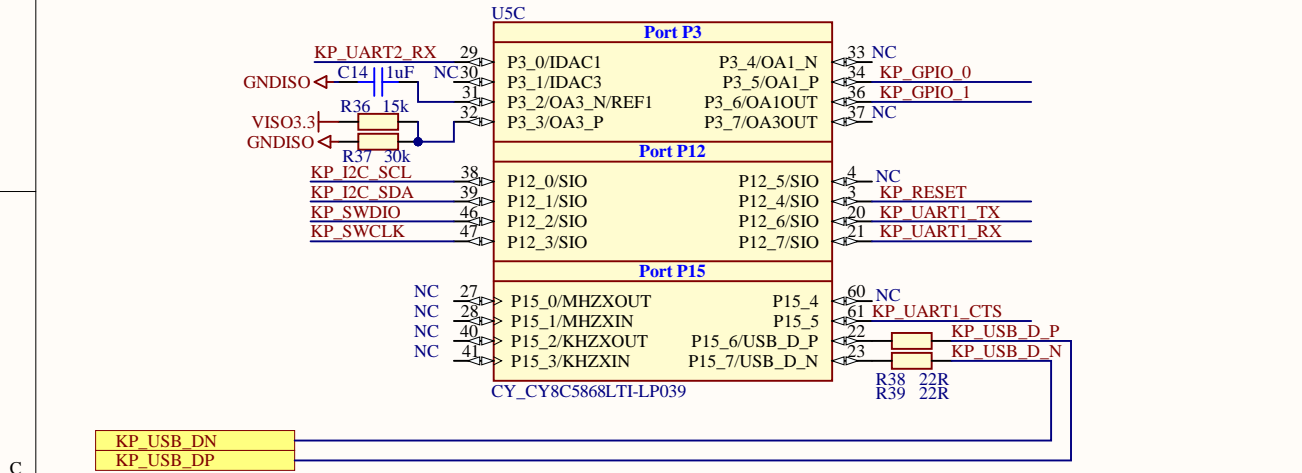 U5C
Port P3
KP_UART2_RX 29 P3_0/IDAC1 P3_4/OA1_N 33 NC
C14 1uF NC 30 P3_1/IDAC3 P3_5/OA1_P 34 KP_GPIO_0
GNDISO
31 P3_2/OA3_N/REF1 P3_6/OA1OUT 36 KP_GPIO_1
R36 15k
VISO3.3 32 P3_3/OA3_P P3_7/OA3OUT 37 NC
GNDISO
R37 30k
Port P12
KP_I2C_SCL 38 P12_0/SIO P12_5/SIO 4 NC
KP_I2C_SDA 39 P12_1/SIO P12_4/SIO 3 KP_RESET
KP_SWDIO 46 P12_2/SIO P12_6/SIO 20 KP_UART1_TX
KP_SWCLK 47 P12_3/SIO P12_7/SIO 21 KP_UART1_RX
Port P15
NC 27 P15_0/MHZXOUT P15_4 60 NC
NC 28 P15_1/MHZXIN P15_5 61 KP_UART1_CTS
NC 40 P15_2/KHZXOUT P15_6/USB_D_P 22 KP_USB_D_P
NC 41 P15_3/KHZXIN P15_7/USB_D_N 23 KP_USB_D_N
R38 22R
R39 22R
CY_CY8C5868LTI-LP039
KP_USB_DN
KP_USB_DP
C